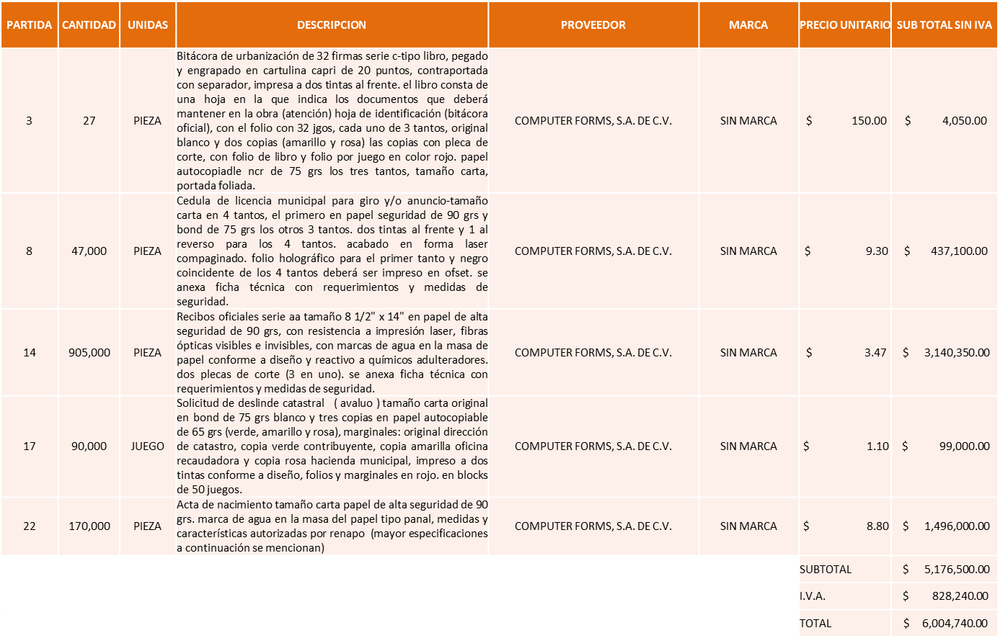 PARTIDA CANTIDAD UNIDAS DESCRIPCION PROVEEDOR MARCA PRECIO UNITARIO SUB TOTAL SIN IVA
Bitácora de urbanización de 32 firmas serie c-tipo libro, pegado
y engrapado en cartulina capri de 20 puntos, contraportada
con separador, impresa a dos tintas al frente. el libro consta de
una hoja en la que indica los documentos que deberá
mantener en la obra (atención) hoja de identificación (bitácora
3 27 PIEZA COMPUTER FORMS, S.A. DE C.V. SIN MARCA $ 150.00 $ 4,050.00
oficial), con el folio con 32 jgos, cada uno de 3 tantos, original
blanco y dos copias (amarillo y rosa) las copias con pleca de
corte, con folio de libro y folio por juego en color rojo. papel
autocopiadle ncr de 75 grs los tres tantos, tamaño carta,
portada foliada.
Cedula de licencia municipal para giro y/o anuncio-tamaño
carta en 4 tantos, el primero en papel seguridad de 90 grs y
bond de 75 grs los otros 3 tantos. dos tintas al frente y 1 al
reverso para los 4 tantos. acabado en forma laser
8 47,000 PIEZA COMPUTER FORMS, S.A. DE C.V. SIN MARCA $ 9.30 $ 437,100.00
compaginado. folio holográfico para el primer tanto y negro
coincidente de los 4 tantos deberá ser impreso en ofset. se
anexa ficha técnica con requerimientos y medidas de
seguridad.
Recibos oficiales serie aa tamaño 8 1/2" x 14" en papel de alta
seguridad de 90 grs, con resistencia a impresión laser, fibras
ópticas visibles e invisibles, con marcas de agua en la masa de
14 905,000 PIEZA COMPUTER FORMS, S.A. DE C.V. SIN MARCA $ 3.47 $ 3,140,350.00
papel conforme a diseño y reactivo a químicos adulteradores.
dos plecas de corte (3 en uno). se anexa ficha técnica con
requerimientos y medidas de seguridad.
Solicitud de deslinde catastral ( avaluo ) tamaño carta original
en bond de 75 grs blanco y tres copias en papel autocopiable
de 65 grs (verde, amarillo y rosa), marginales: original dirección
de catastro, copia verde contribuyente, copia amarilla oficina
17 90,000 JUEGO COMPUTER FORMS, S.A. DE C.V. SIN MARCA $ 1.10 $ 99,000.00
recaudadora y copia rosa hacienda municipal, impreso a dos
tintas conforme a diseño, folios y marginales en rojo. en blocks
de 50 juegos.
Acta de nacimiento tamaño carta papel de alta seguridad de 90
grs. marca de agua en la masa del papel tipo panal, medidas y
22 170,000 PIEZA COMPUTER FORMS, S.A. DE C.V. SIN MARCA $ 8.80 $ 1,496,000.00
características autorizadas por renapo (mayor especificaciones
a continuación se mencionan)
SUBTOTAL $ 5,176,500.00
I.V.A. $ 828,240.00
TOTAL $ 6,004,740.00